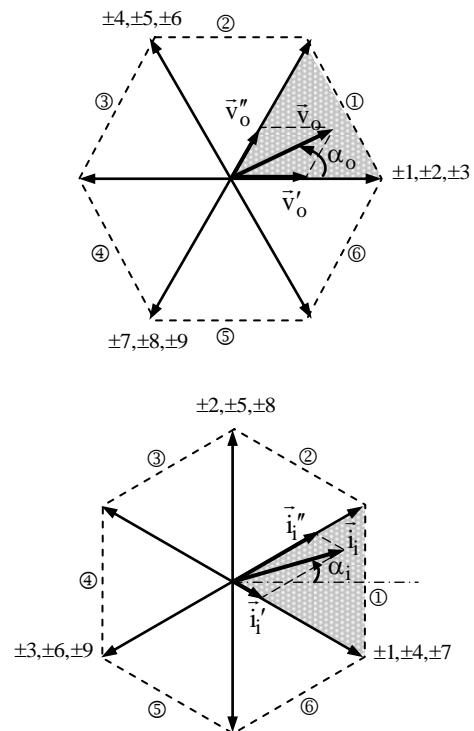 ±4,±5,±6
②
③
①
v⃗ₒ″
v⃗ₒ
αₒ
±1,±2,±3
v⃗ₒ′
④
⑥
±7,±8,±9
⑤
±2,±5,±8
③
②
i⃗ᵢ″
i⃗ᵢ
④
αᵢ
①
i⃗ᵢ′
±3,±6,±9
±1,±4,±7
⑤
⑥